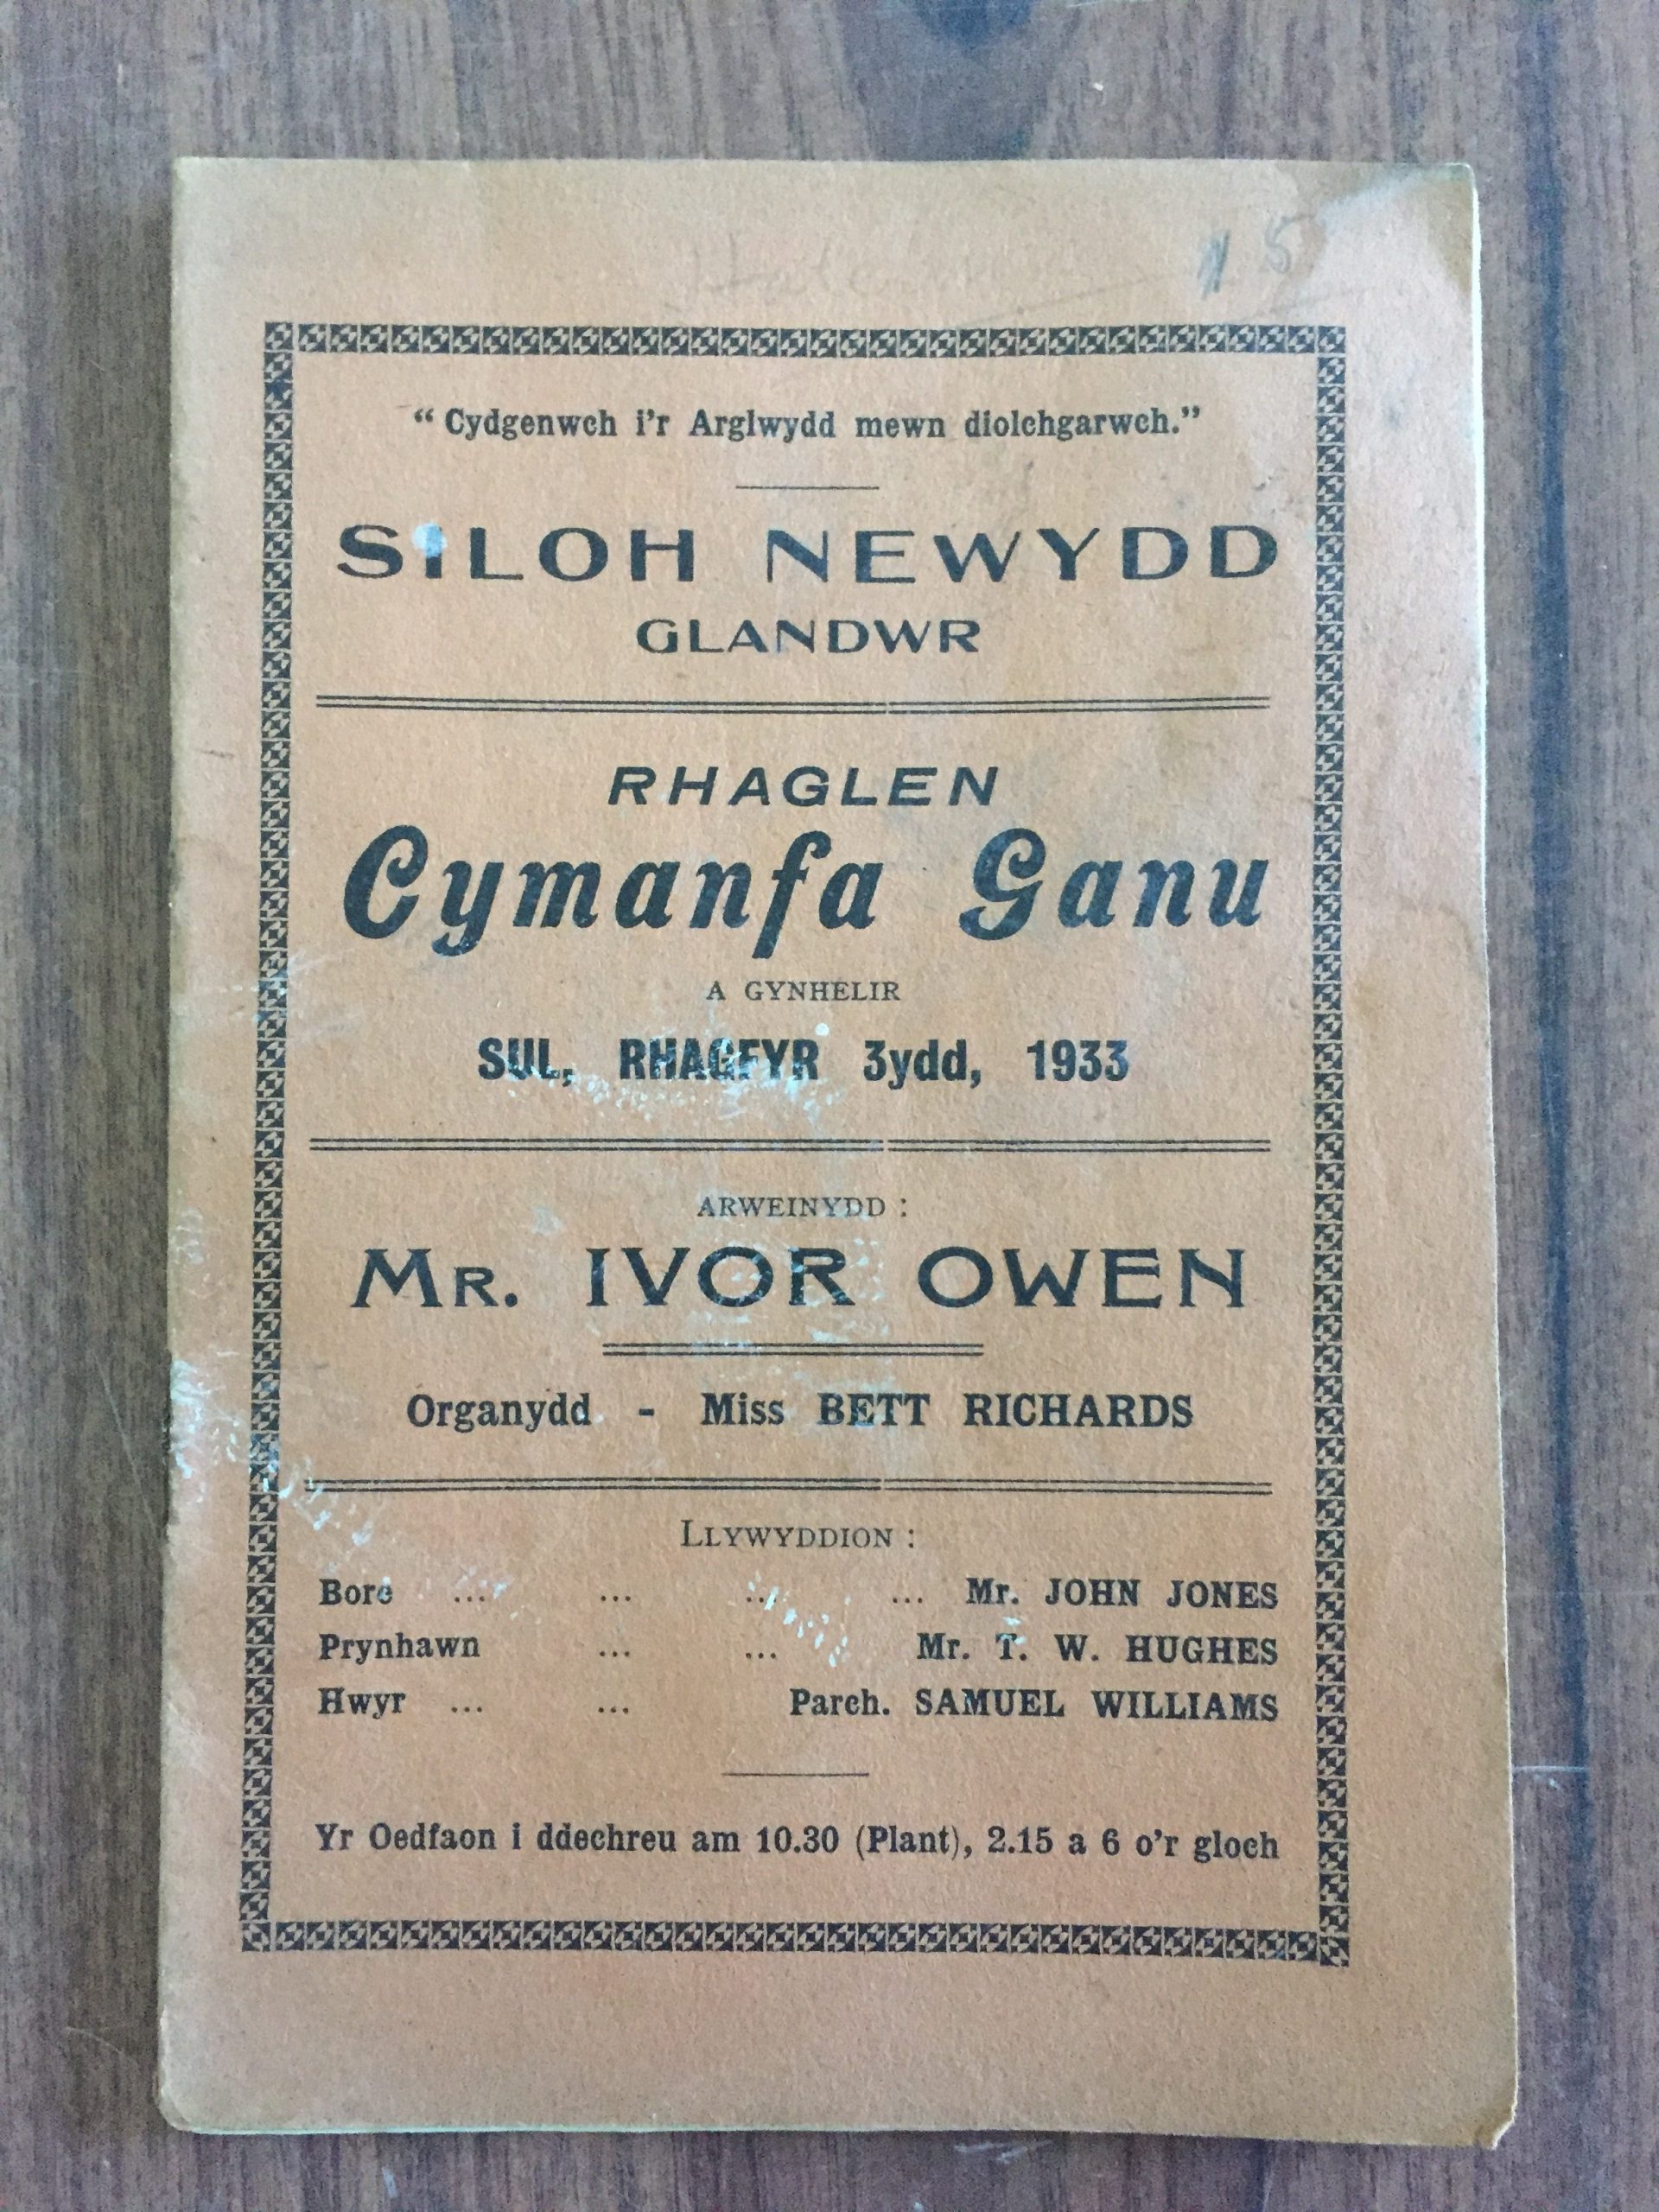 “Cydgenwch i'r Arglwydd mewn diolchgarwch.”
SILOH NEWYDD
GLANDWR
RHAGLEN
Cymanfa Ganu
A GYNHELIR
SUL, RHAGFYR 3ydd, 1933
ARWEINYDD :
MR. IVOR OWEN
Organydd - Miss BETT RICHARDS
LLYWYDDION :
Bore ... ... ... ... Mr. JOHN JONES
Prynhawn ... ... Mr. T. W. HUGHES
Hwyr ... ... Parch. SAMUEL WILLIAMS
Yr Oedfaon i ddechreu am 10.30 (Plant), 2.15 a 6 o'r gloch